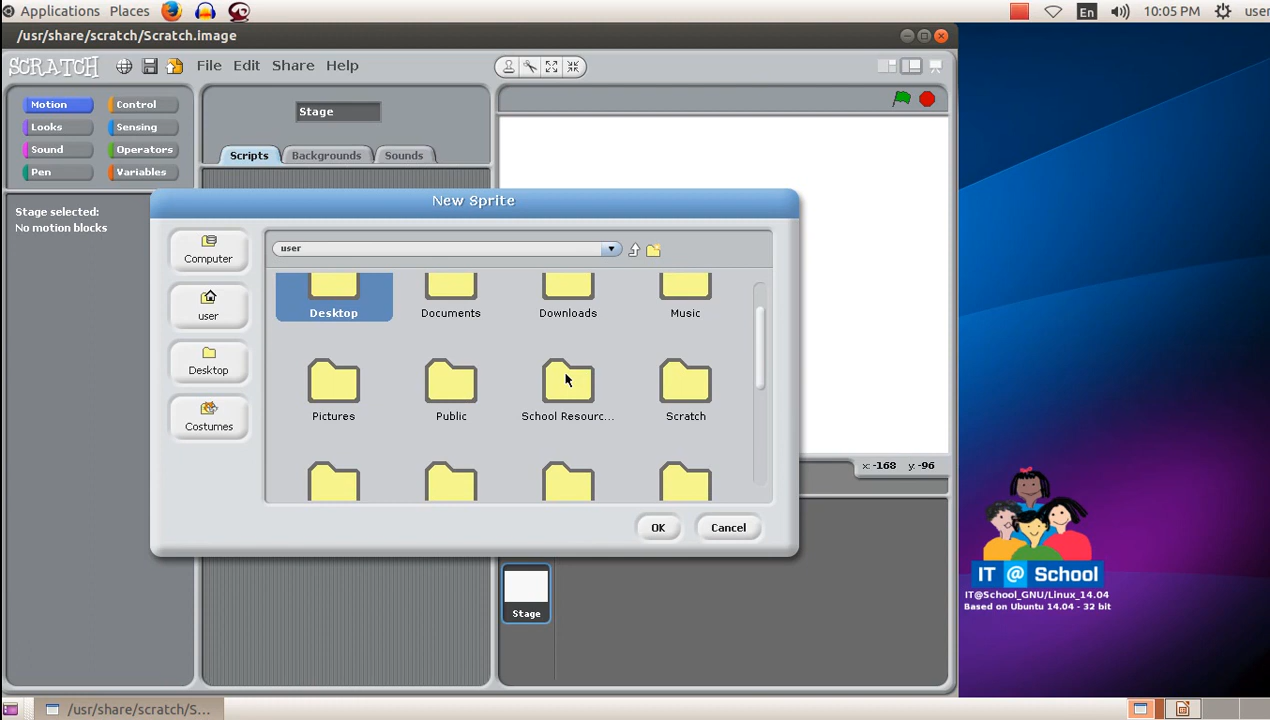 Applications Places En 10:05 PM user
/usr/share/scratch/Scratch.image
SCRATCH File Edit Share Help
Motion Control
Looks Sensing
Sound Operators
Pen Variables
Stage
Scripts Backgrounds Sounds
Stage selected:
No motion blocks
New Sprite
Computer
user
Desktop
Costumes
user
Desktop Documents Downloads Music
Pictures Public School Resourc... Scratch
OK Cancel
x: -168 y: -96
Stage
IT @ School
IT@School_GNU/Linux_14.04
Based on Ubuntu 14.04 - 32 bit
/usr/share/scratch/S...